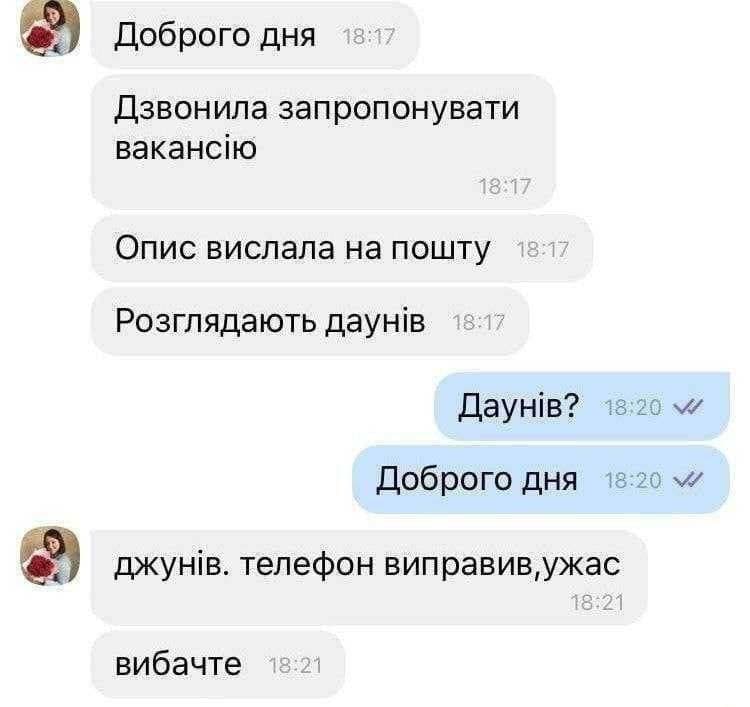 Доброго дня 18:17
Дзвонила запропонувати
вакансію
18:17
Опис вислала на пошту 18:17
Розглядають даунів 18:17
Даунів? 18:20
Доброго дня 18:20
джунів. телефон виправив,ужас
18:21
вибачте 18:21